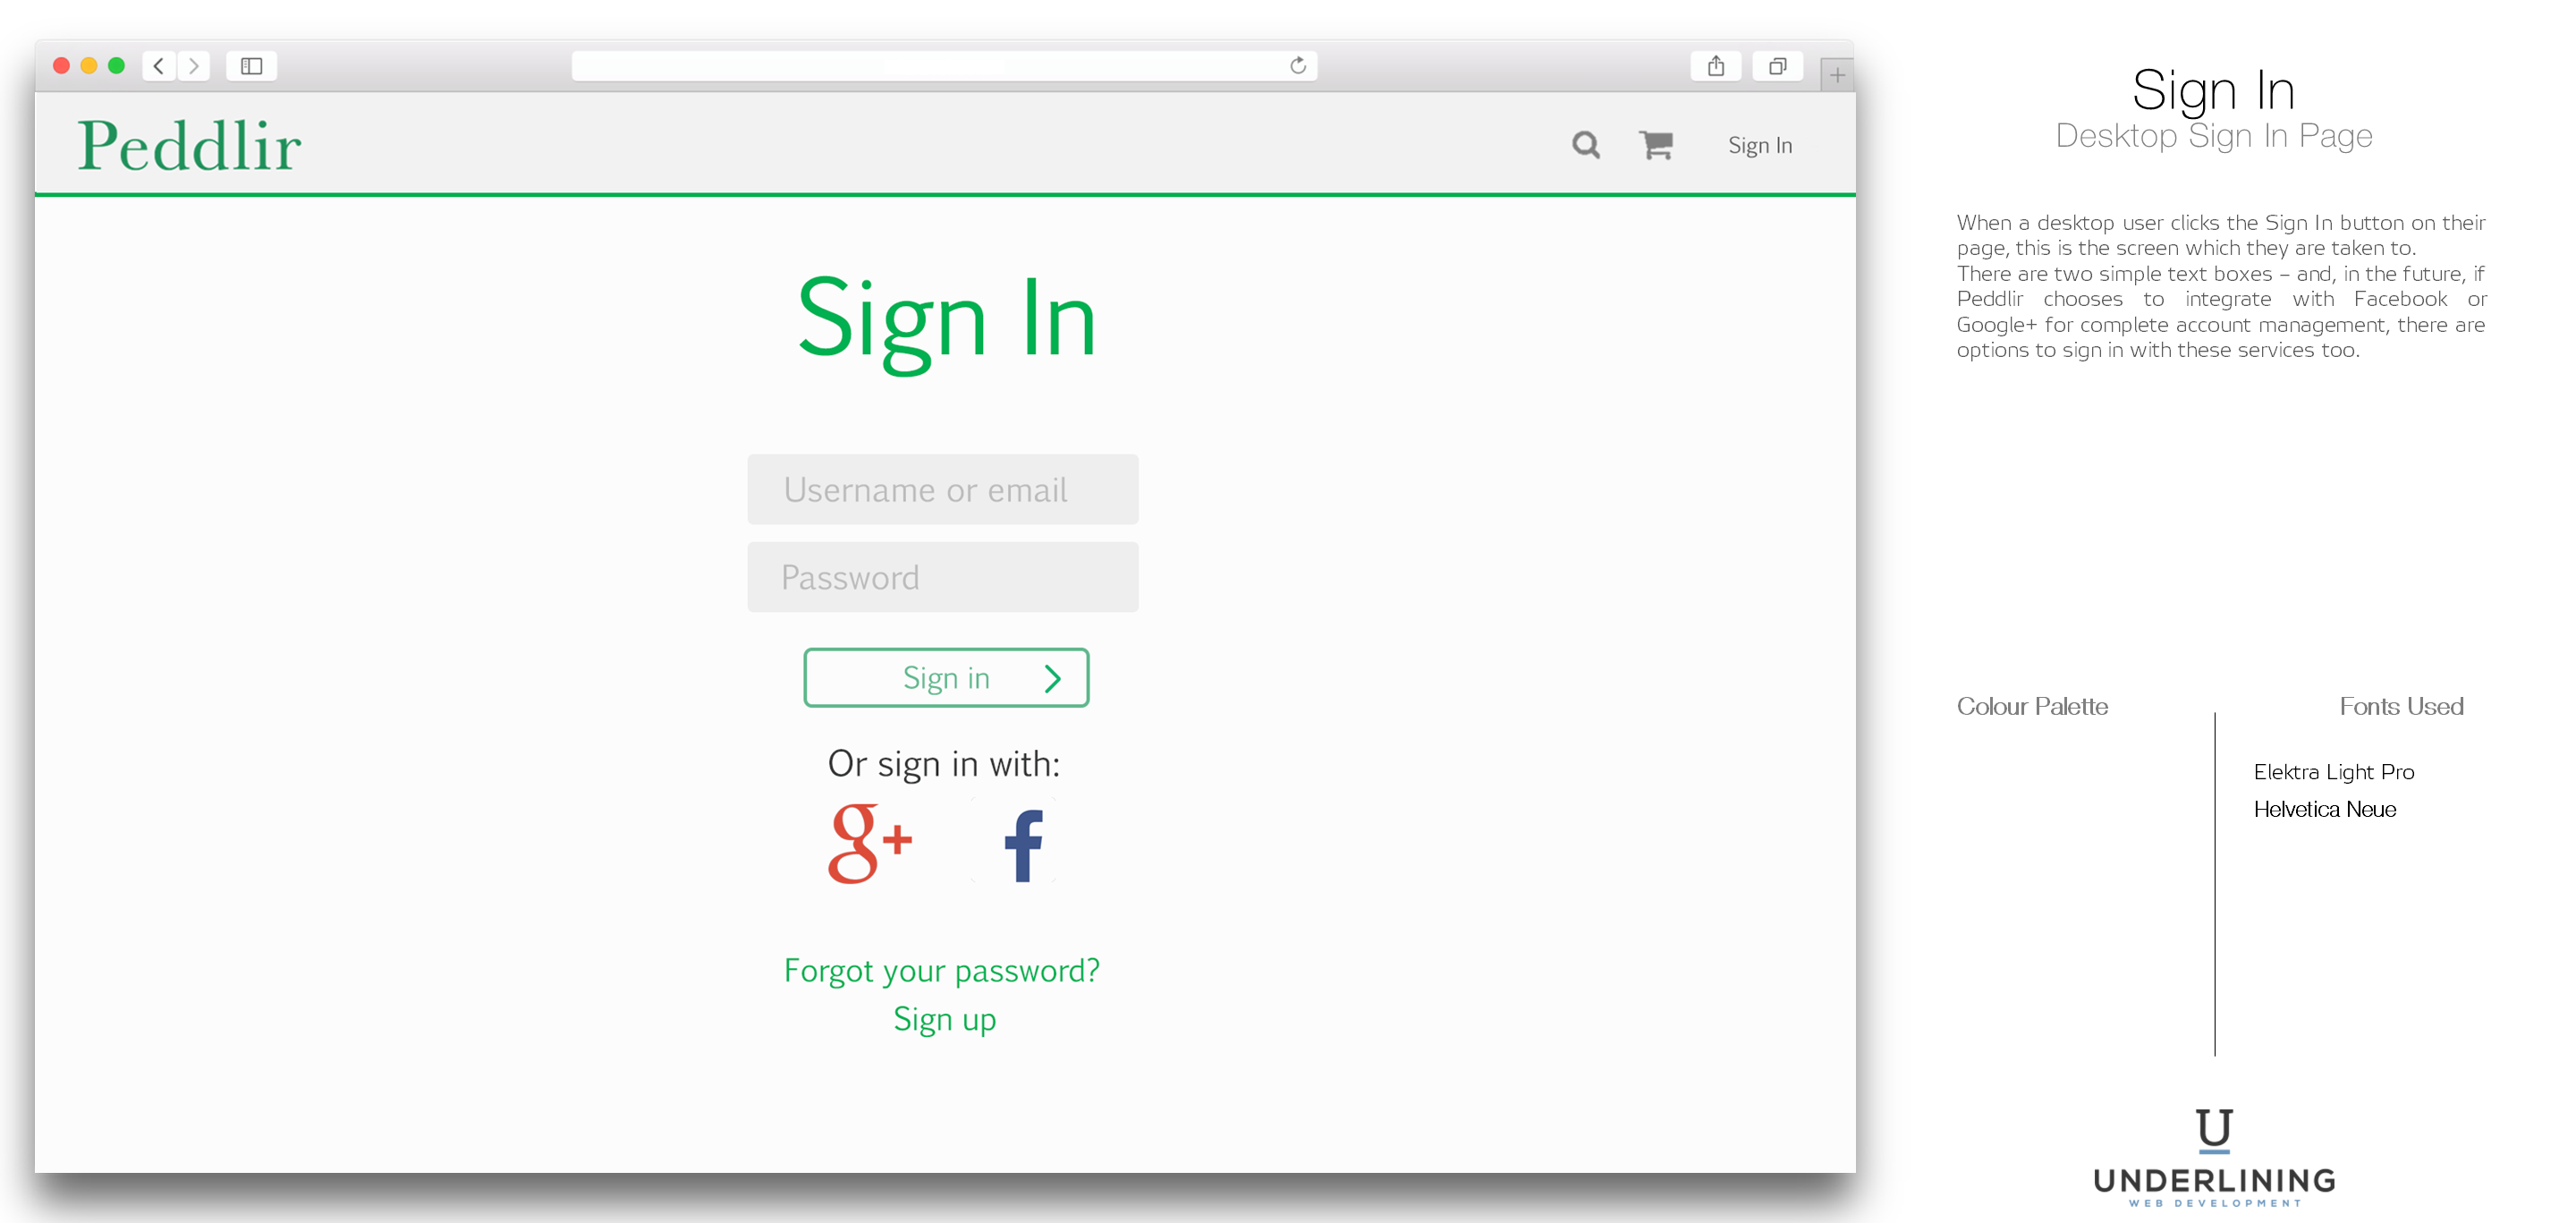 Peddlir
Sign In
Sign In
Username or email
Password
Sign in
Or sign in with:
g+
f
Forgot your password?
Sign up
Sign In
Desktop Sign In Page
When a desktop user clicks the Sign In button on their
page, this is the screen which they are taken to.
There are two simple text boxes – and, in the future, if
Peddlir chooses to integrate with Facebook or
Google+ for complete account management, there are
options to sign in with these services too.
Colour Palette
Fonts Used
Elektra Light Pro
Helvetica Neue
U
UNDERLINING
WEB DEVELOPMENT